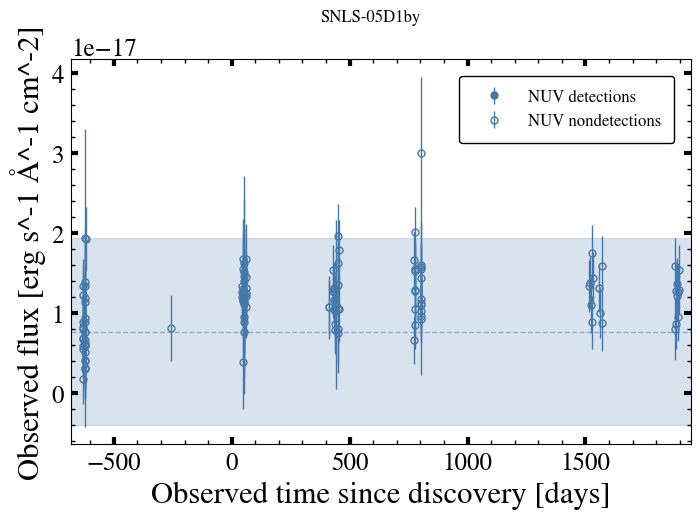 SNLS-05D1by
1e−17
Observed flux [erg s^-1 Å^-1 cm^-2]
4
3
2
1
0
NUV detections
NUV nondetections
−500 0 500 1000 1500
Observed time since discovery [days]